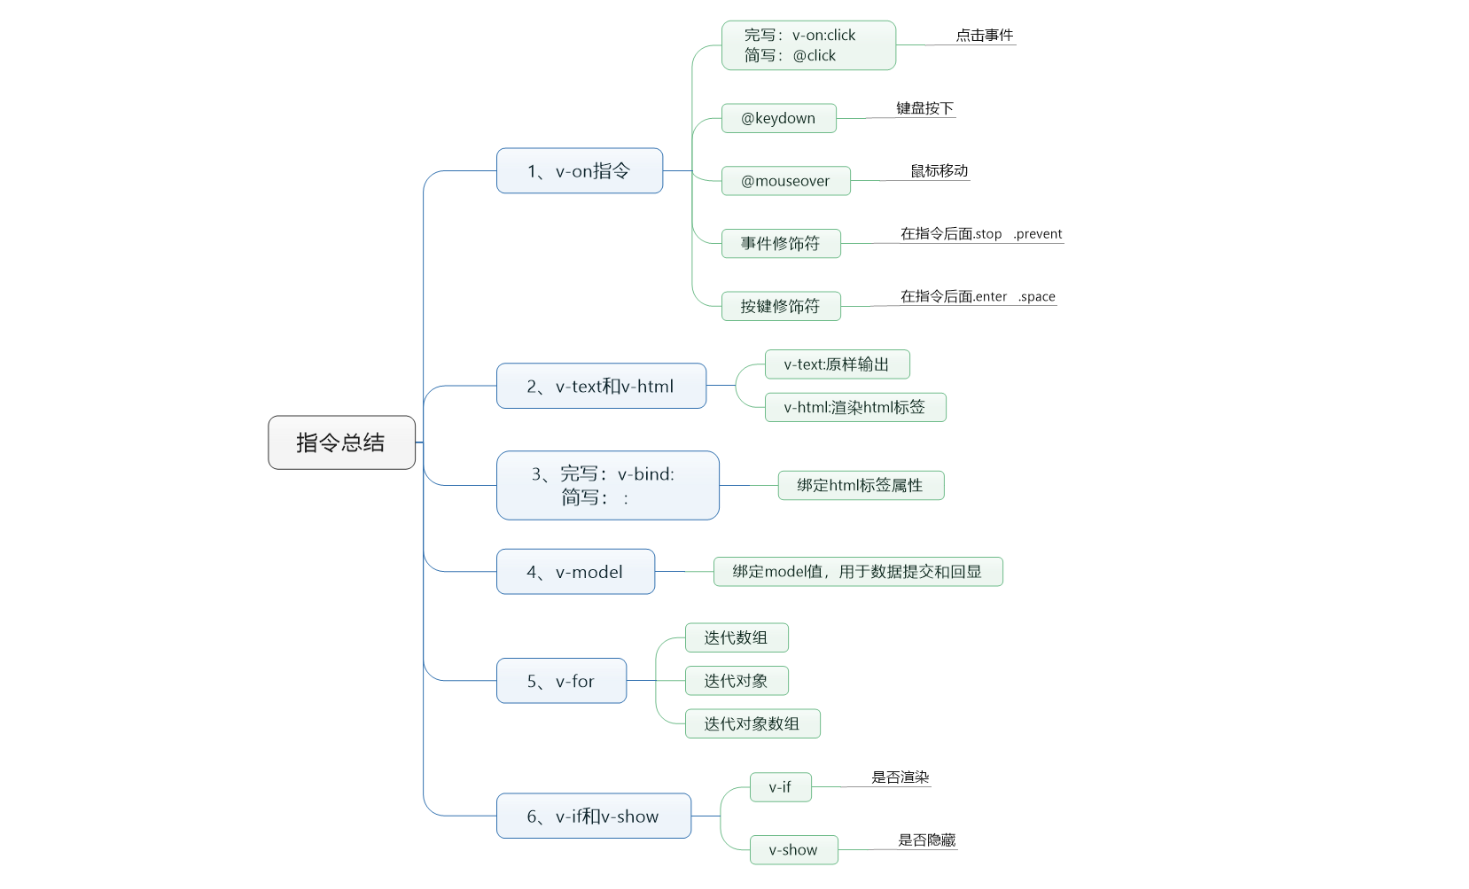 指令总结
1、v-on指令
完写：v-on:click
简写：@click
点击事件
@keydown
键盘按下
@mouseover
鼠标移动
事件修饰符
在指令后面.stop .prevent
按键修饰符
在指令后面.enter .space
2、v-text和v-html
v-text:原样输出
v-html:渲染html标签
3、完写：v-bind:
简写： :
绑定html标签属性
4、v-model
绑定model值，用于数据提交和回显
5、v-for
迭代数组
迭代对象
迭代对象数组
6、v-if和v-show
v-if
是否渲染
v-show
是否隐藏